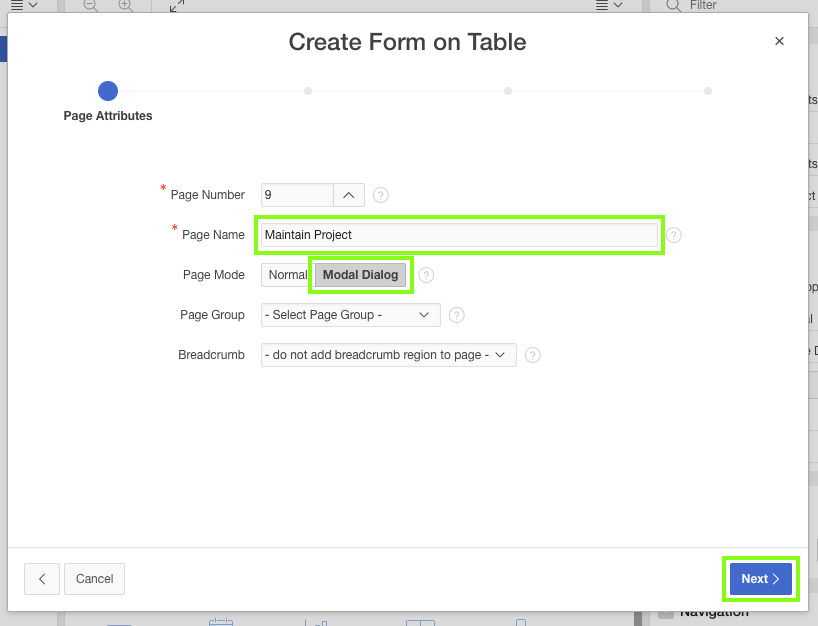 Filter
Create Form on Table
Page Attributes
* Page Number 9 ?
* Page Name Maintain Project ?
Page Mode Normal Modal Dialog ?
Page Group - Select Page Group - ?
Breadcrumb - do not add breadcrumb region to page - ?
Cancel
Next
Navigation